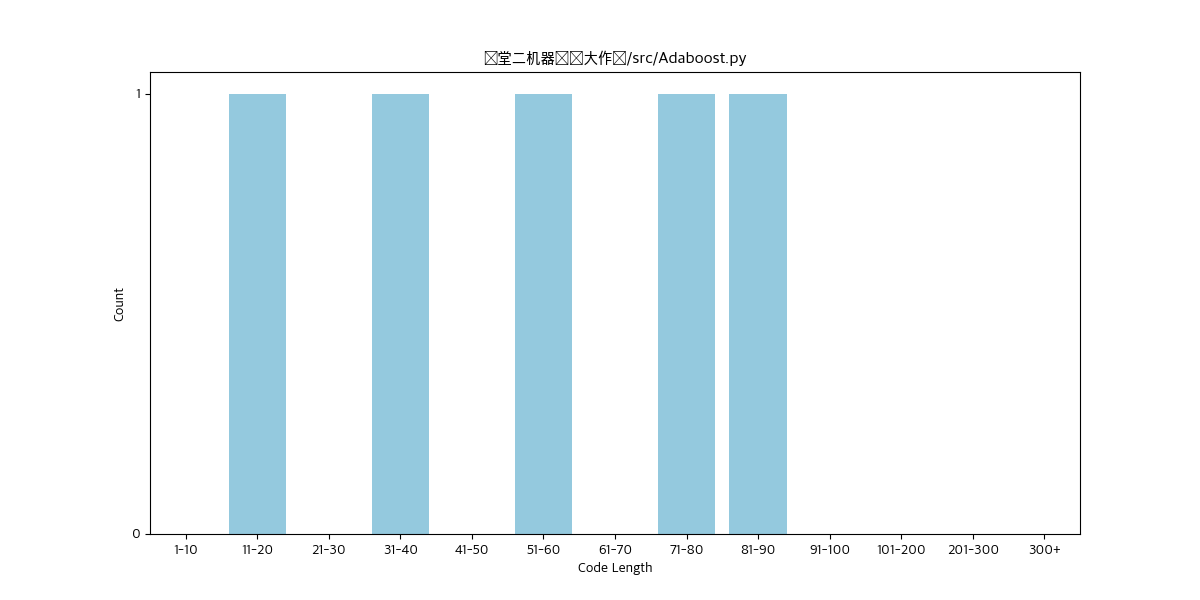 堂二机器大作/src/Adaboost.py
1
Count
0
1-10 11-20 21-30 31-40 41-50 51-60 61-70 71-80 81-90 91-100 101-200 201-300 300+
Code Length